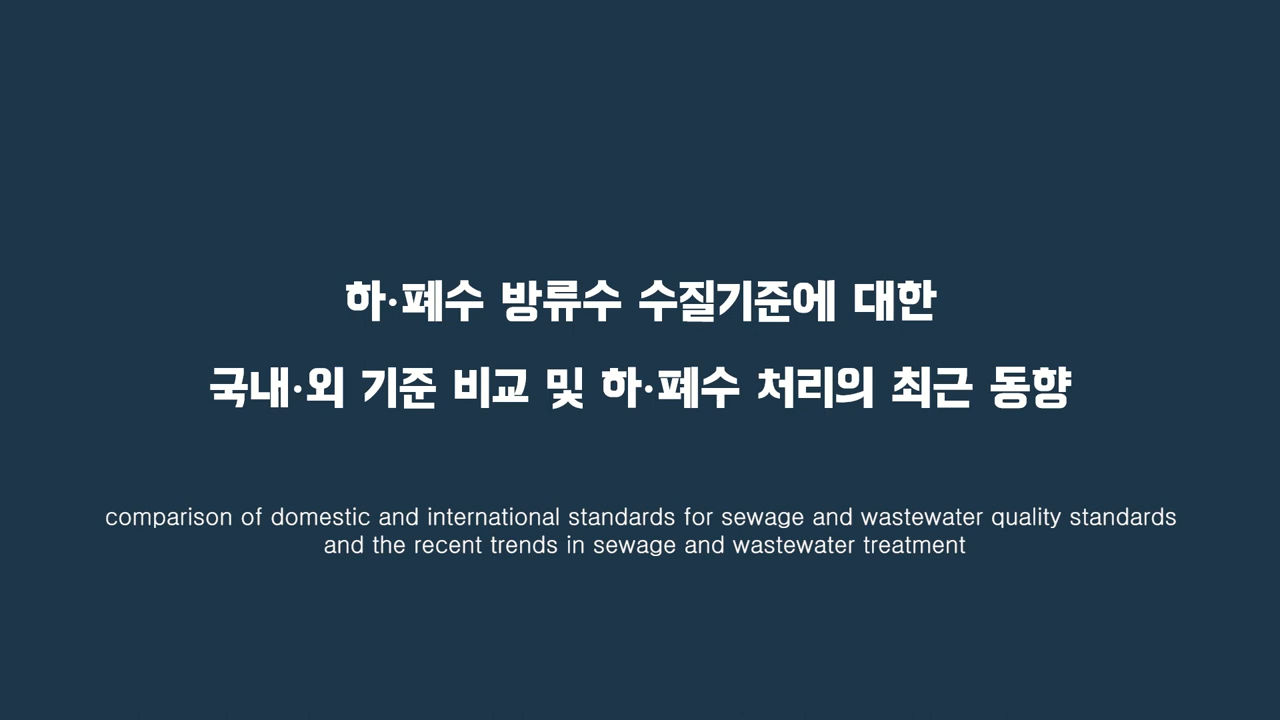 하·폐수 방류수 수질기준에 대한
국내·외 기준 비교 및 하·폐수 처리의 최근 동향
comparison of domestic and international standards for sewage and wastewater quality standards
and the recent trends in sewage and wastewater treatment